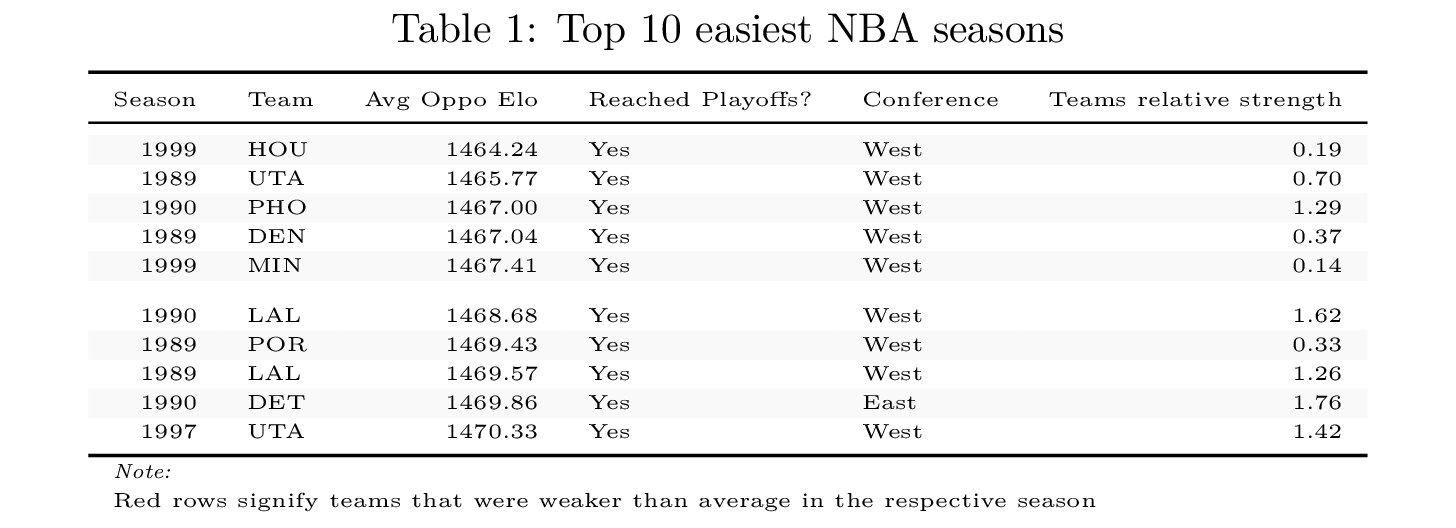 Table 1: Top 10 easiest NBA seasons
Season Team Avg Oppo Elo Reached Playoffs? Conference Teams relative strength
1999 HOU 1464.24 Yes West 0.19
1989 UTA 1465.77 Yes West 0.70
1990 PHO 1467.00 Yes West 1.29
1989 DEN 1467.04 Yes West 0.37
1999 MIN 1467.41 Yes West 0.14
1990 LAL 1468.68 Yes West 1.62
1989 POR 1469.43 Yes West 0.33
1989 LAL 1469.57 Yes West 1.26
1990 DET 1469.86 Yes East 1.76
1997 UTA 1470.33 Yes West 1.42
Note:
Red rows signify teams that were weaker than average in the respective season